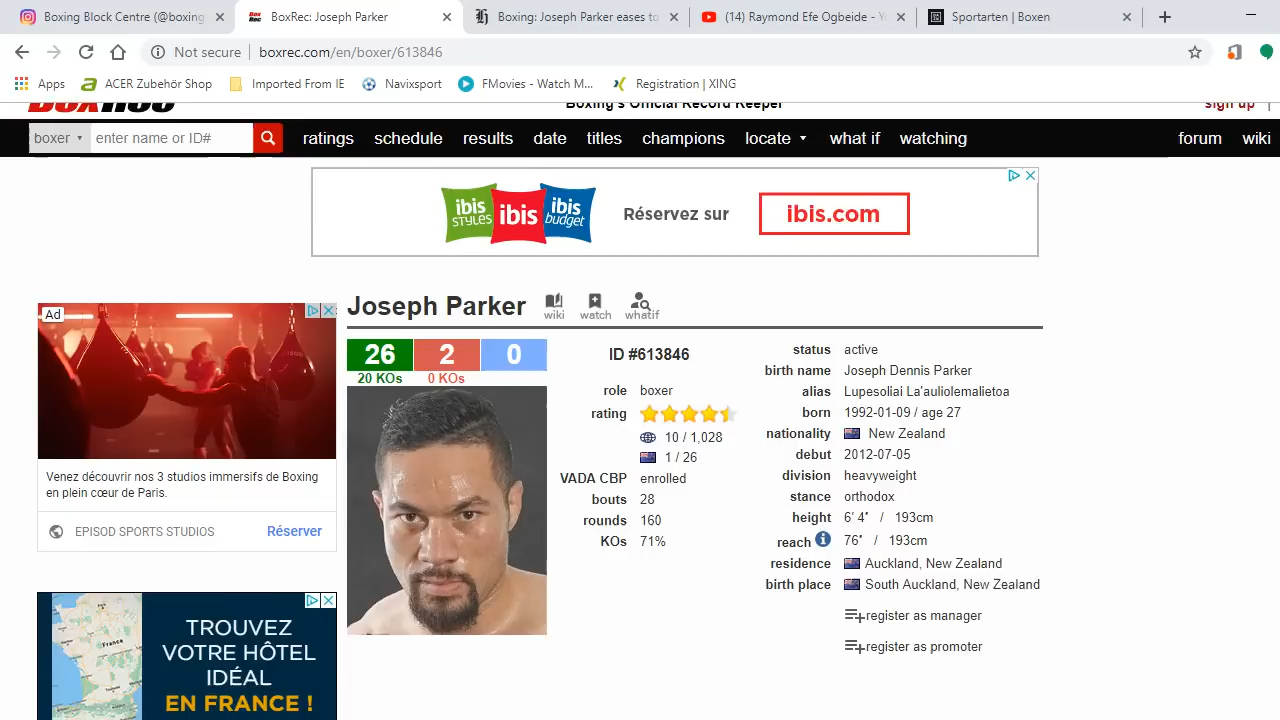 Boxing Block Centre (@boxing
BoxRec: Joseph Parker
Boxing: Joseph Parker eases to
(14) Raymond Efe Ogbeide - Yo
Sportarten | Boxen
Not secure
boxrec.com/en/boxer/613846
Apps
ACER Zubehör Shop
Imported From IE
Navixsport
FMovies - Watch M...
Registration | XING
BoxRec
Boxing's Official Record Keeper
sign up |
boxer
enter name or ID#
ratings
schedule
results
date
titles
champions
locate
what if
watching
forum
wiki
ibis STYLES
ibis
ibis budget
Réservez sur
ibis.com
Ad
Venez découvrir nos 3 studios immersifs de Boxing
en plein cœur de Paris.
EPISOD SPORTS STUDIOS
Réserver
France
TROUVEZ
VOTRE HÔTEL
IDÉAL
EN FRANCE !
Joseph Parker
wiki
watch
whatif
26
2
0
20 KOs
0 KOs
ID #613846
role boxer
rating
10 / 1,028
1 / 26
VADA CBP enrolled
bouts 28
rounds 160
KOs 71%
status active
birth name Joseph Dennis Parker
alias Lupesoliai La'auliolemalietoa
born 1992-01-09 / age 27
nationality New Zealand
debut 2012-07-05
division heavyweight
stance orthodox
height 6′ 4″ / 193cm
reach 76″ / 193cm
residence Auckland, New Zealand
birth place South Auckland, New Zealand
register as manager
register as promoter